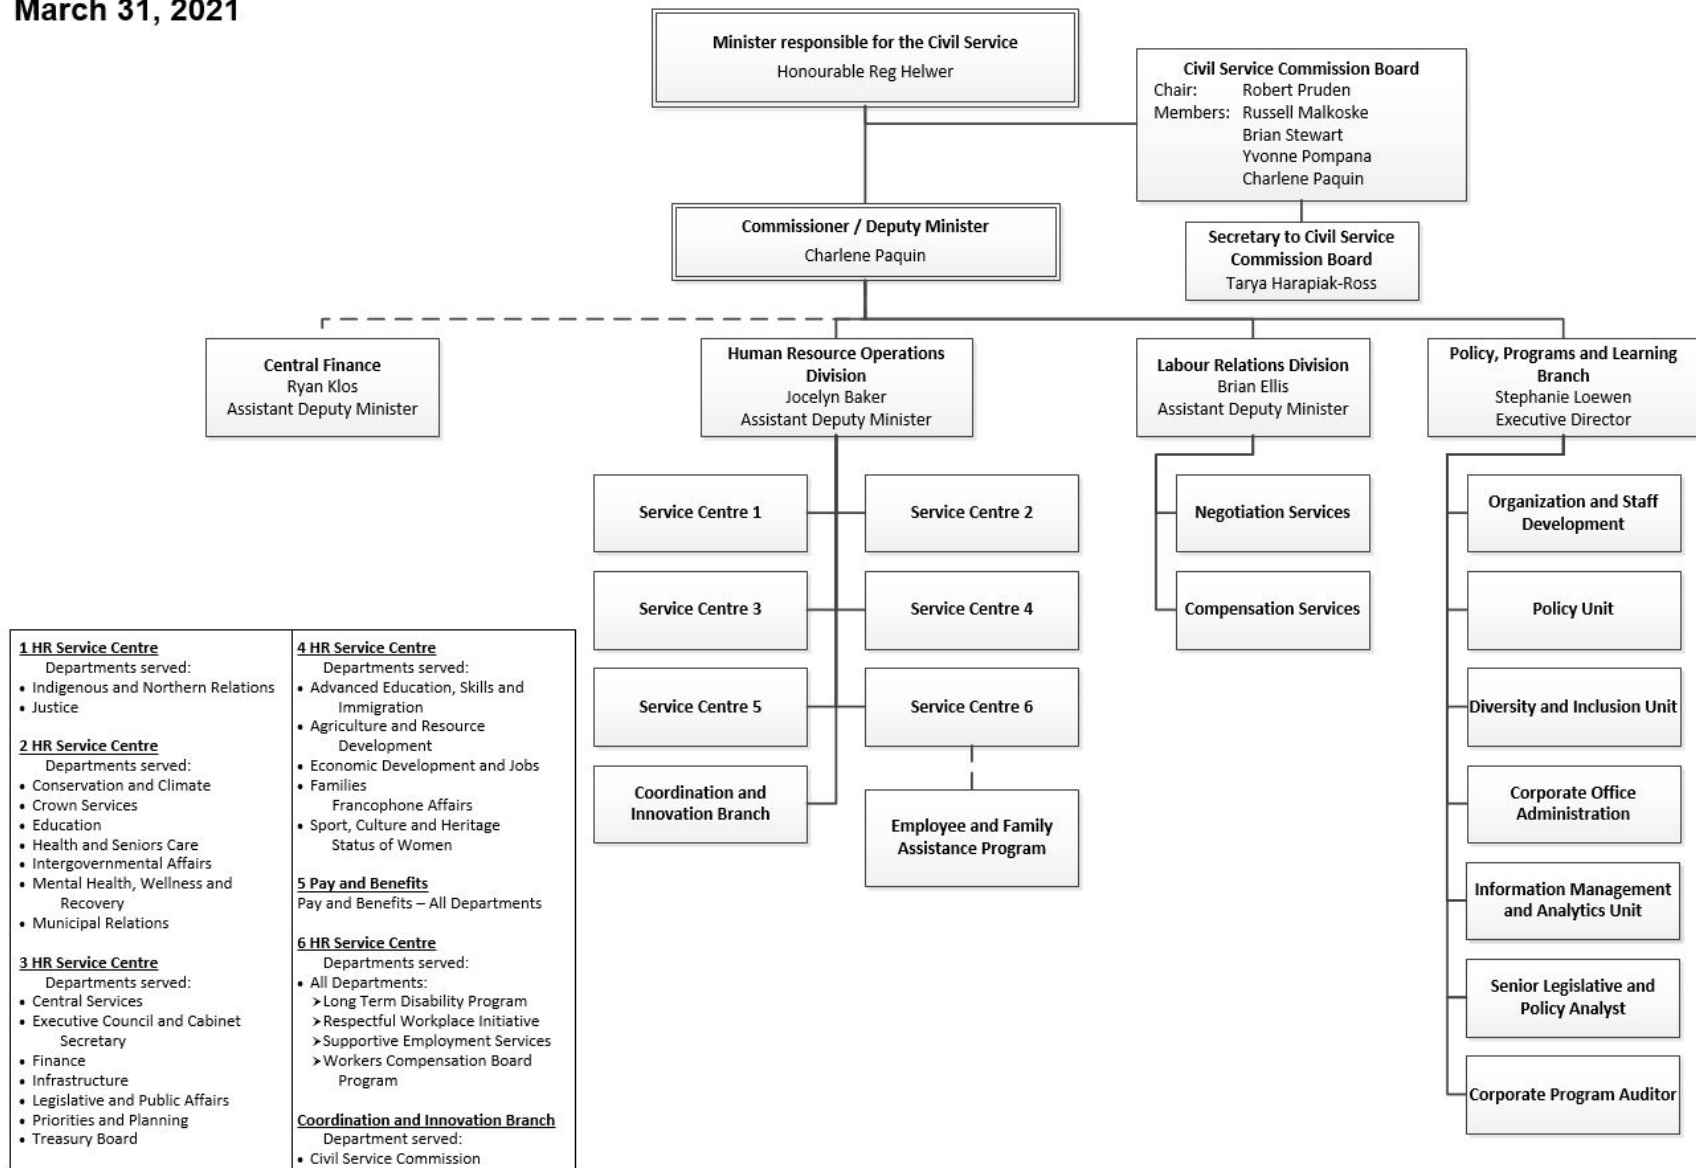 March 31, 2021
Minister responsible for the Civil Service
Honourable Reg Helwer
Civil Service Commission Board
Chair: Robert Pruden
Members: Russell Malkoske
Brian Stewart
Yvonne Pompana
Charlene Paquin
Commissioner / Deputy Minister
Charlene Paquin
Secretary to Civil Service
Commission Board
Tarya Harapiak-Ross
Central Finance
Ryan Klos
Assistant Deputy Minister
Human Resource Operations
Division
Jocelyn Baker
Assistant Deputy Minister
Labour Relations Division
Brian Ellis
Assistant Deputy Minister
Policy, Programs and Learning
Branch
Stephanie Loewen
Executive Director
Service Centre 1
Service Centre 2
Service Centre 3
Service Centre 4
Service Centre 5
Service Centre 6
Coordination and
Innovation Branch
Employee and Family
Assistance Program
Negotiation Services
Compensation Services
Organization and Staff
Development
Policy Unit
Diversity and Inclusion Unit
Corporate Office
Administration
Information Management
and Analytics Unit
Senior Legislative and
Policy Analyst
Corporate Program Auditor
1 HR Service Centre
Departments served:
• Indigenous and Northern Relations
• Justice
2 HR Service Centre
Departments served:
• Conservation and Climate
• Crown Services
• Education
• Health and Seniors Care
• Intergovernmental Affairs
• Mental Health, Wellness and
Recovery
• Municipal Relations
3 HR Service Centre
Departments served:
• Central Services
• Executive Council and Cabinet
Secretary
• Finance
• Infrastructure
• Legislative and Public Affairs
• Priorities and Planning
• Treasury Board
4 HR Service Centre
Departments served:
• Advanced Education, Skills and
Immigration
• Agriculture and Resource
Development
• Economic Development and Jobs
• Families
Francophone Affairs
• Sport, Culture and Heritage
Status of Women
5 Pay and Benefits
Pay and Benefits – All Departments
6 HR Service Centre
Departments served:
• All Departments:
➢Long Term Disability Program
➢Respectful Workplace Initiative
➢Supportive Employment Services
➢Workers Compensation Board
Program
Coordination and Innovation Branch
Department served:
• Civil Service Commission